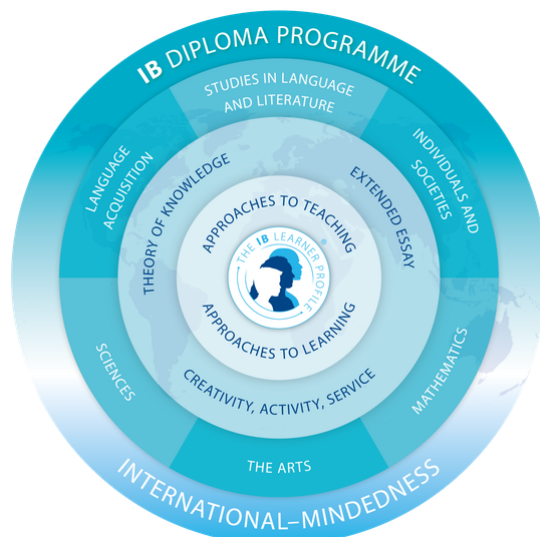 IB DIPLOMA PROGRAMME
STUDIES IN LANGUAGE
AND LITERATURE
LANGUAGE
ACQUISITION
INDIVIDUALS AND
SOCIETIES
THEORY OF KNOWLEDGE
EXTENDED ESSAY
APPROACHES TO TEACHING
THE IB LEARNER PROFILE
®
APPROACHES TO LEARNING
CREATIVITY, ACTIVITY, SERVICE
SCIENCES
MATHEMATICS
THE ARTS
INTERNATIONAL–MINDEDNESS